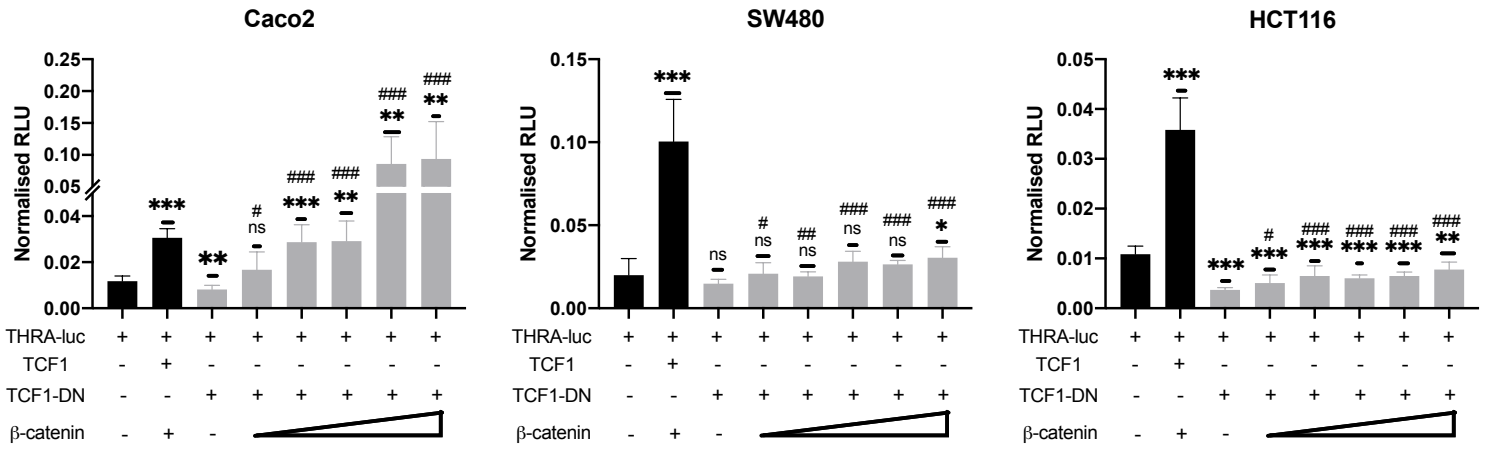 Caco2
Normalised RLU
0.25
0.20
0.15
0.10
0.05
0.04
0.02
0.00
***
**
#
ns
###
***
###
**
###
**
###
**
THRA-luc + + + + + + + +
TCF1 - + - - - - - -
TCF1-DN - - + + + + + +
β-catenin - + -
SW480
Normalised RLU
0.15
0.10
0.05
0.00
***
ns
#
ns
##
ns
###
ns
###
ns
###
*
THRA-luc + + + + + + + +
TCF1 - + - - - - - -
TCF1-DN - - + + + + + +
β-catenin - + -
HCT116
Normalised RLU
0.05
0.04
0.03
0.02
0.01
0.00
***
***
#
***
###
***
###
***
###
***
###
**
THRA-luc + + + + + + + +
TCF1 - + - - - - - -
TCF1-DN - - + + + + + +
β-catenin - + -